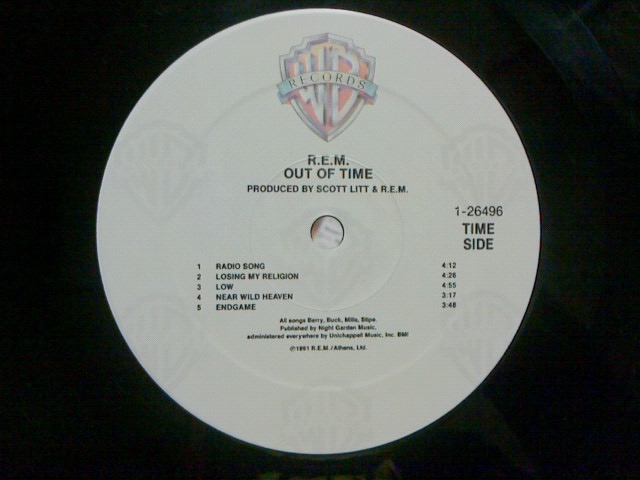 WB
RECORDS
R.E.M.
OUT OF TIME
PRODUCED BY SCOTT LITT & R.E.M.
1-26496
TIME
SIDE
1 RADIO SONG 4:12
2 LOSING MY RELIGION 4:26
3 LOW 4:55
4 NEAR WILD HEAVEN 3:17
5 ENDGAME 3:48
All songs Berry, Buck, Mills, Stipe.
Published by Night Garden Music,
administered everywhere by Unichappell Music, Inc. BMI
℗1991 R.E.M./Athens, Ltd.